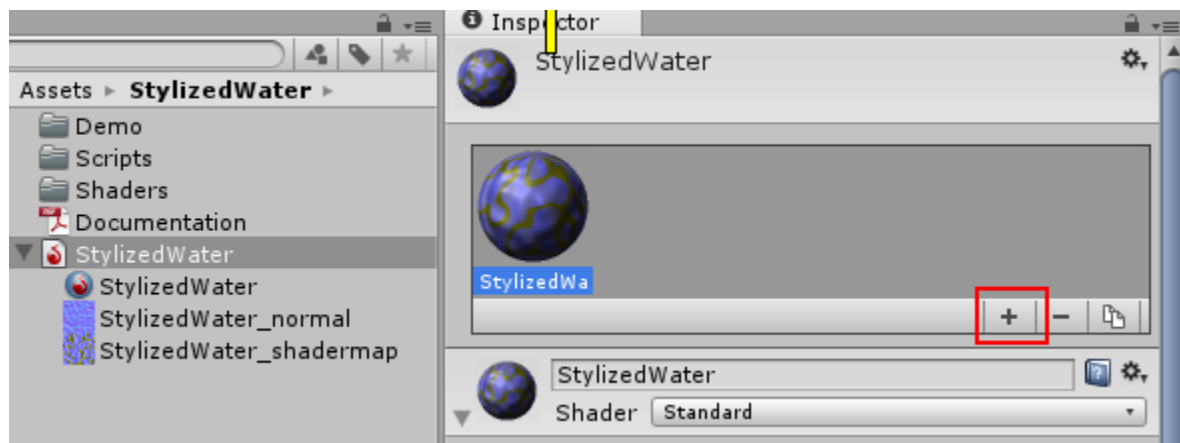 Inspector
Assets ▸ StylizedWater ▸
Demo
Scripts
Shaders
Documentation
StylizedWater
StylizedWater
StylizedWater_normal
StylizedWater_shadermap
StylizedWater
StylizedWa
StylizedWater
Shader Standard